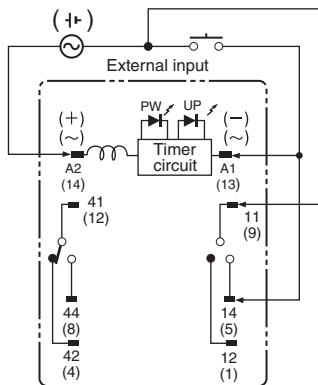 External input
(+)
(~)
PW
UP
(−)
(~)
Timer
circuit
A2
(14)
A1
(13)
41
(12)
11
(9)
44
(8)
14
(5)
42
(4)
12
(1)